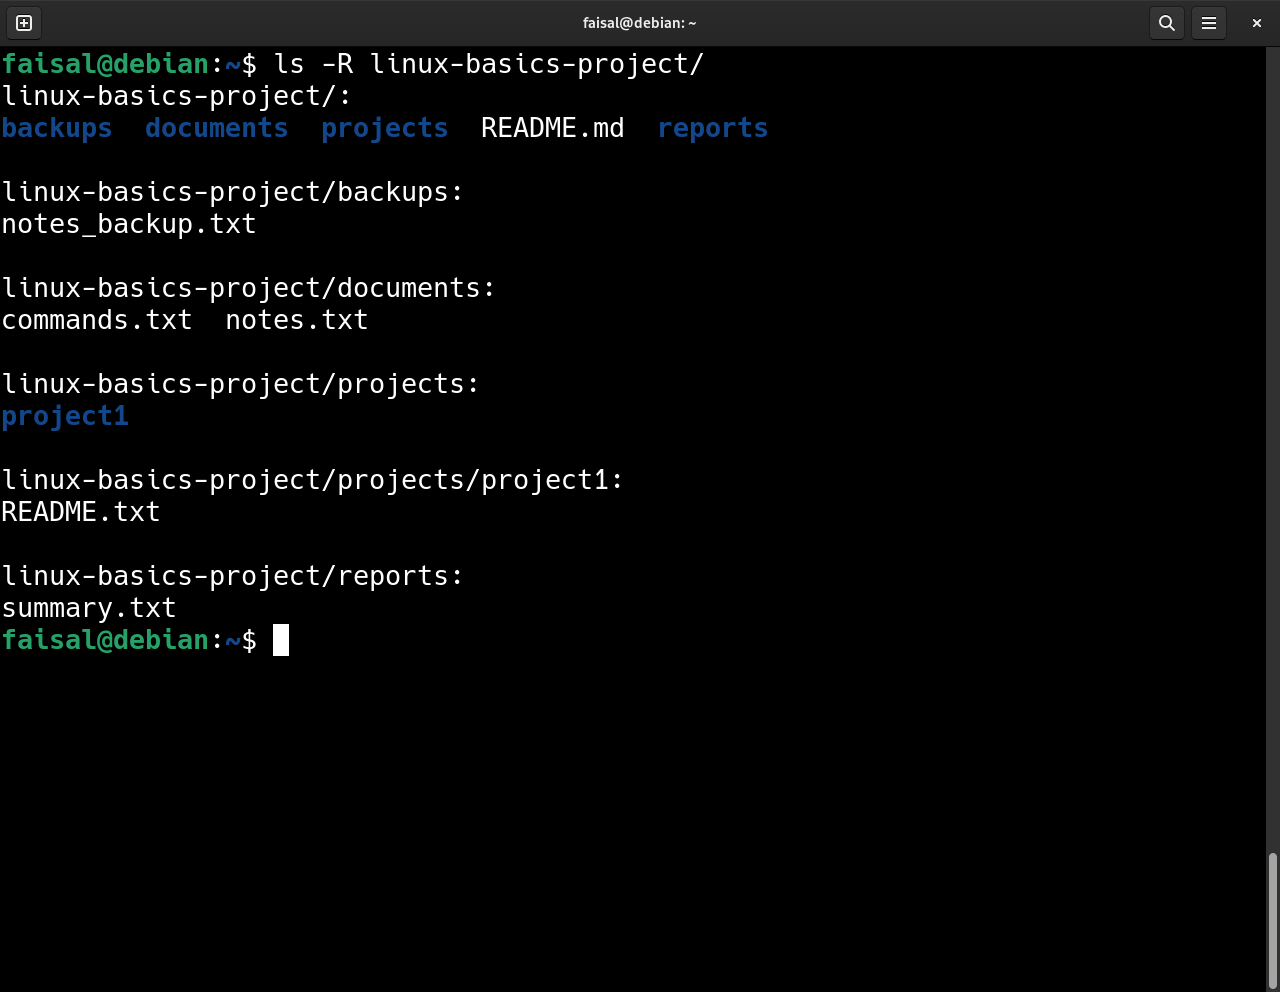 faisal@debian: ~
faisal@debian:~$ ls -R linux-basics-project/
linux-basics-project/:
backups  documents  projects  README.md  reports

linux-basics-project/backups:
notes_backup.txt

linux-basics-project/documents:
commands.txt  notes.txt

linux-basics-project/projects:
project1

linux-basics-project/projects/project1:
README.txt

linux-basics-project/reports:
summary.txt
faisal@debian:~$